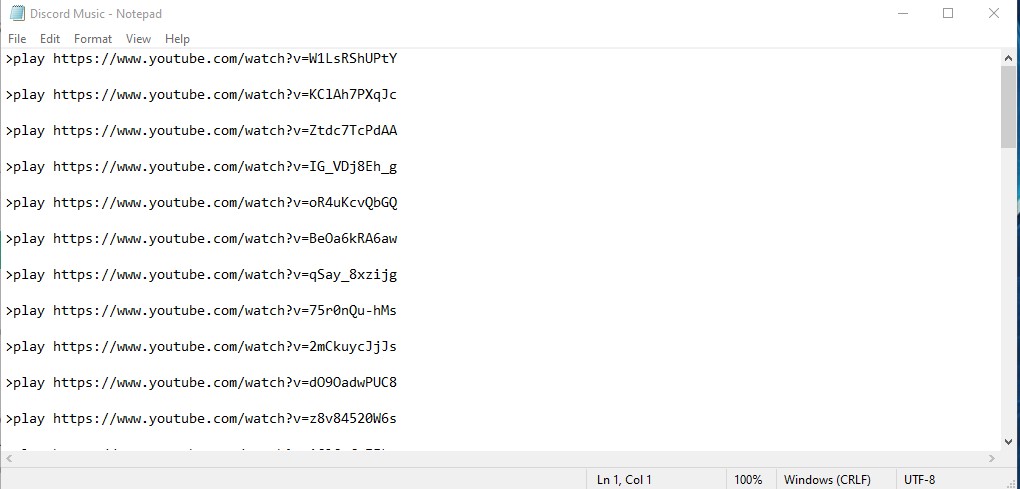 Discord Music - Notepad
File Edit Format View Help
>play https://www.youtube.com/watch?v=W1LsRShUPtY
>play https://www.youtube.com/watch?v=KClAh7PXqJc
>play https://www.youtube.com/watch?v=Ztdc7TcPdAA
>play https://www.youtube.com/watch?v=IG_VDj8Eh_g
>play https://www.youtube.com/watch?v=oR4uKcvQbGQ
>play https://www.youtube.com/watch?v=BeOa6kRA6aw
>play https://www.youtube.com/watch?v=qSay_8xzijg
>play https://www.youtube.com/watch?v=75r0nQu-hMs
>play https://www.youtube.com/watch?v=2mCkuycJjJs
>play https://www.youtube.com/watch?v=dO9OadwPUC8
>play https://www.youtube.com/watch?v=z8v84520W6s
Ln 1, Col 1 100% Windows (CRLF) UTF-8